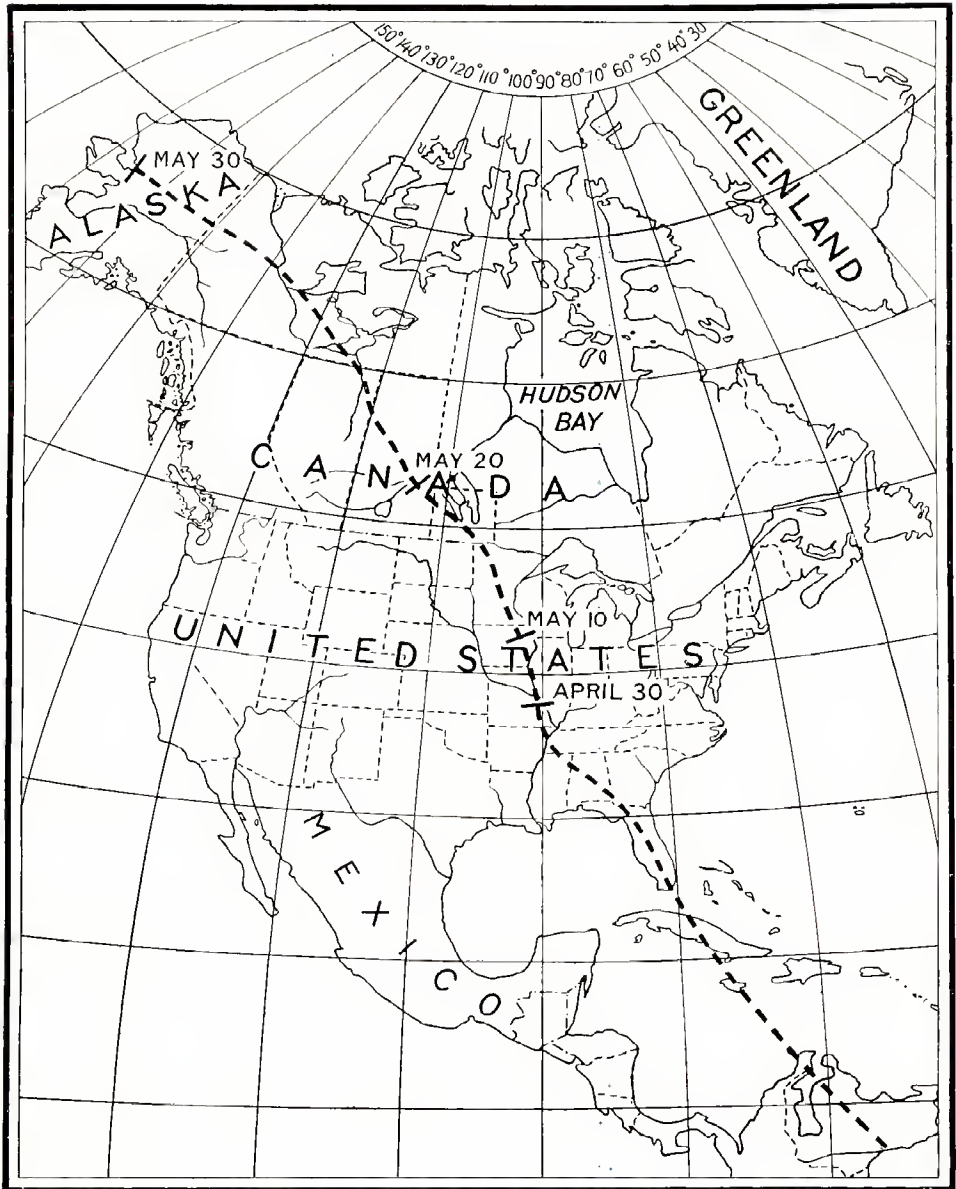 150° 140° 130° 120° 110° 100° 90° 80° 70° 60° 50° 40° 30°
GREENLAND
MAY 30
ALASKA
HUDSON
BAY
MAY 20
CANADA
MAY 10
UNITED STATES
APRIL 30
MEXICO